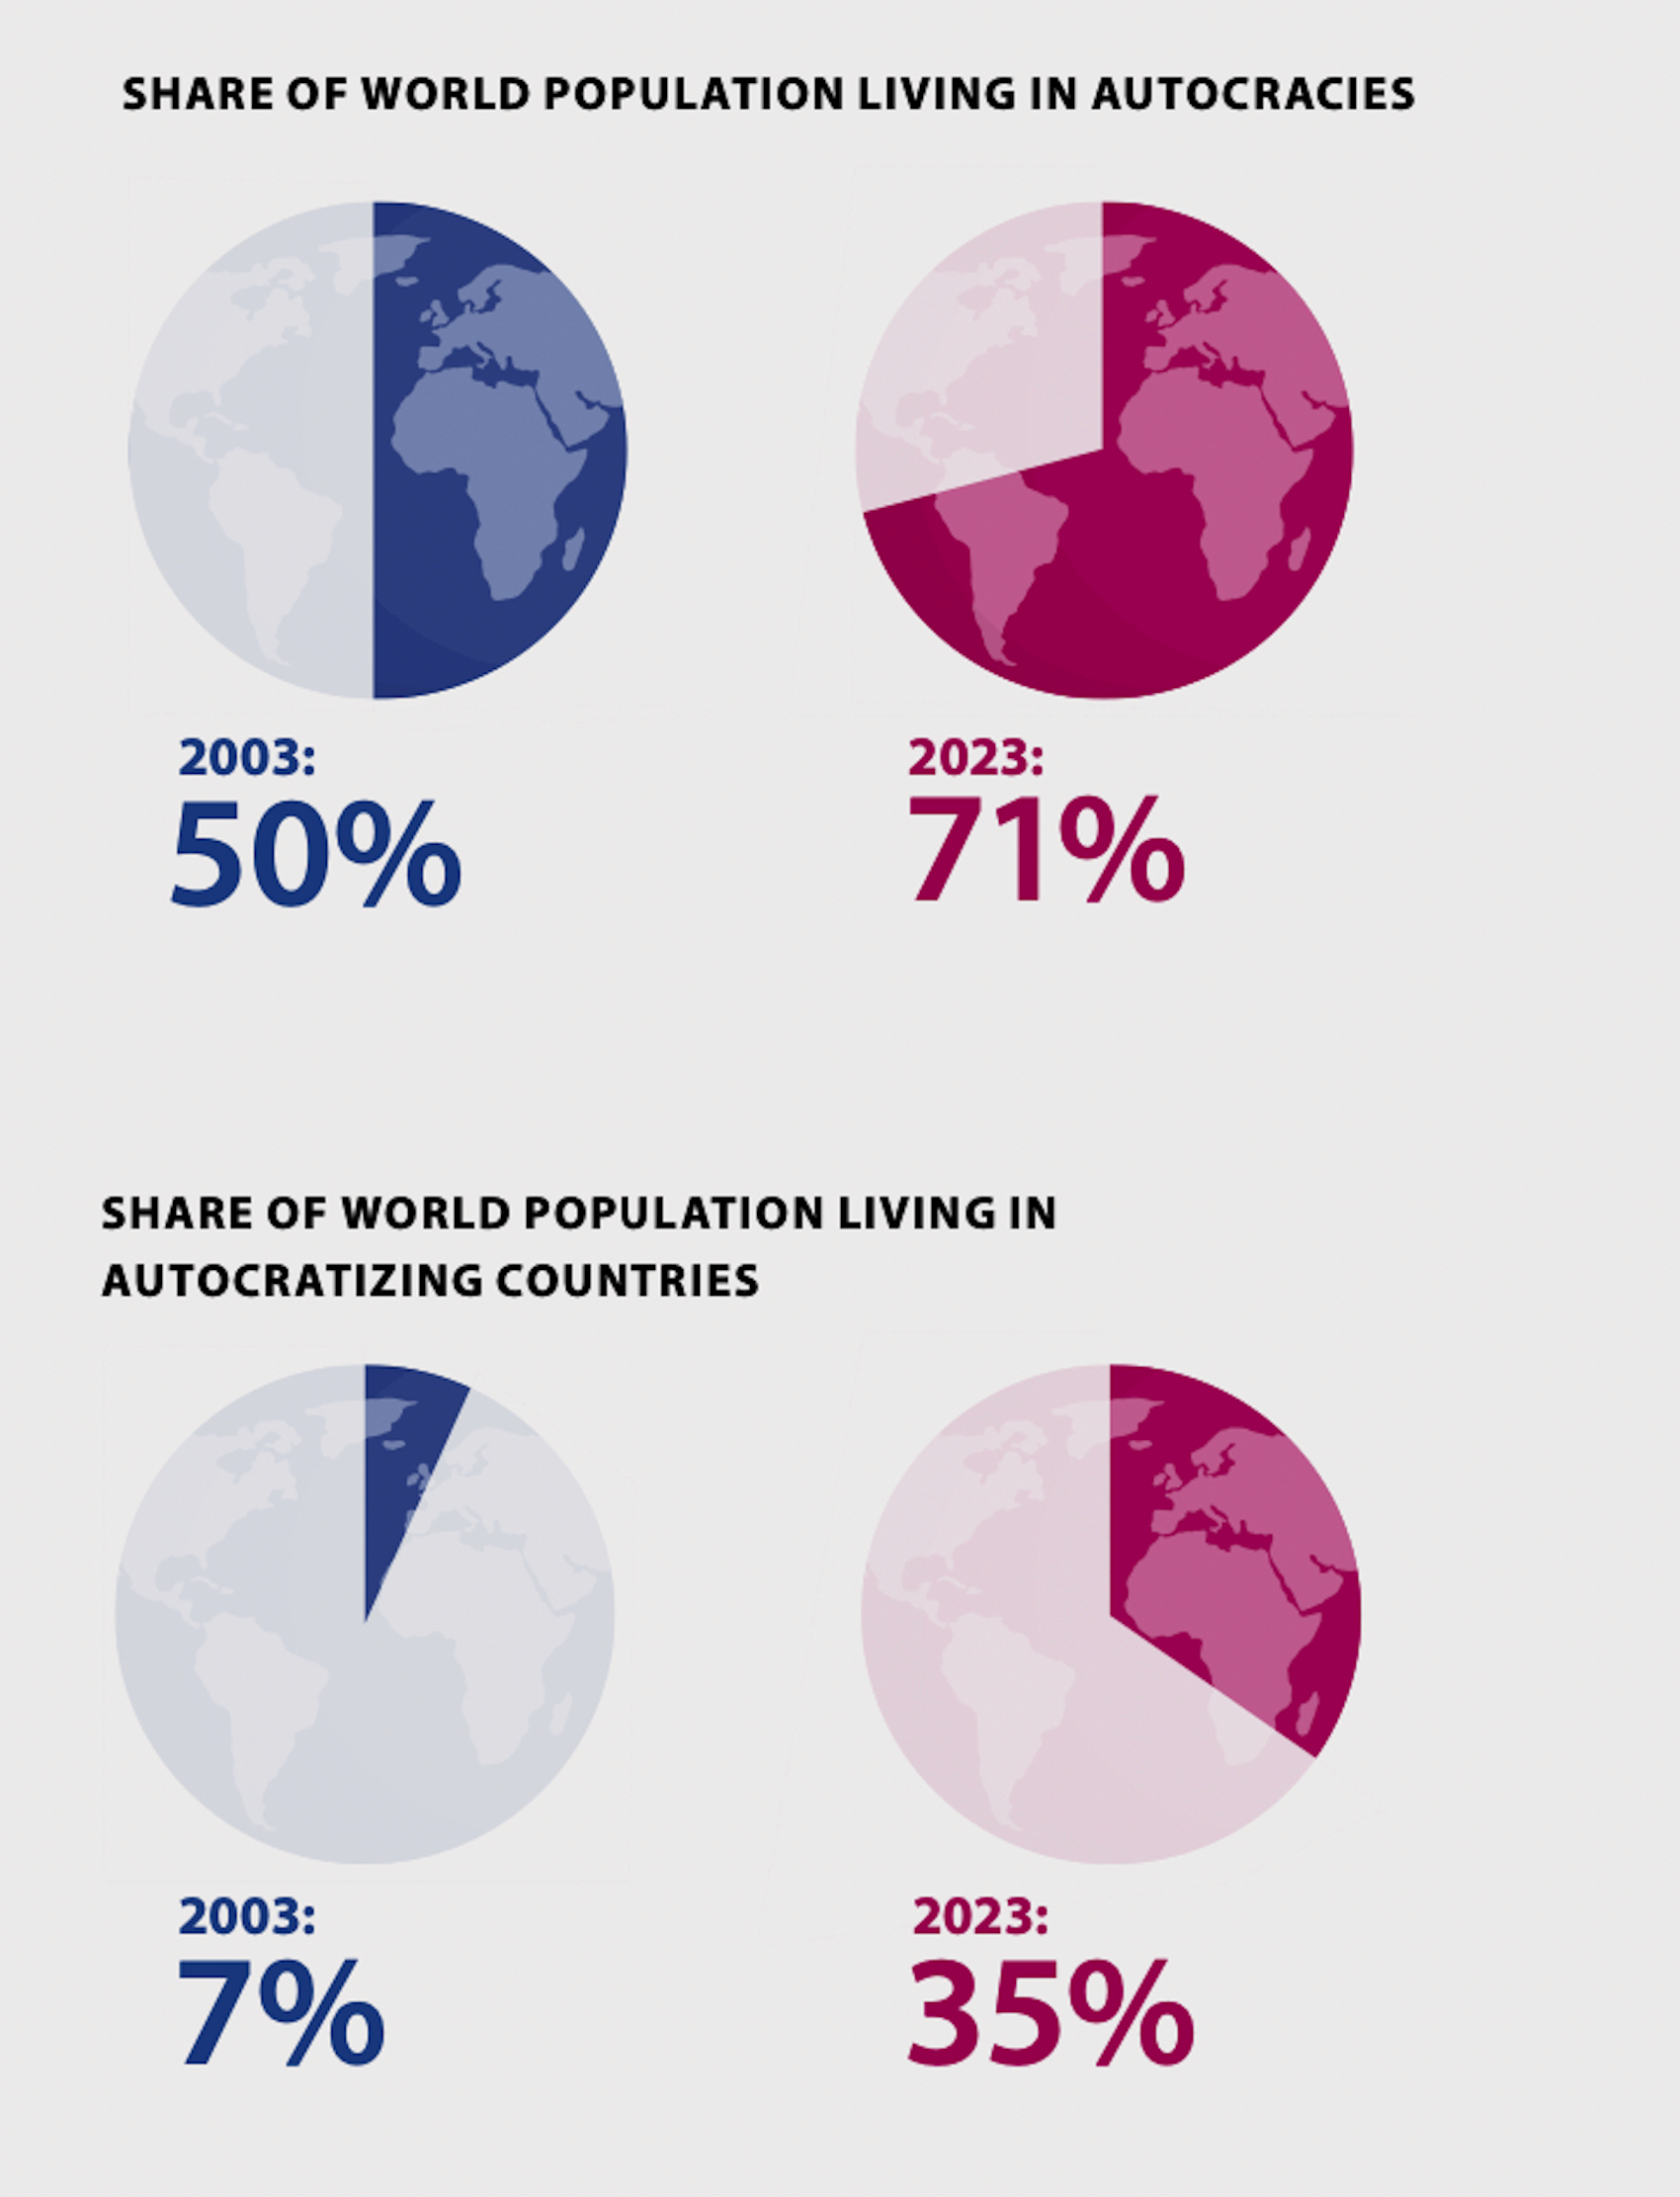 SHARE OF WORLD POPULATION LIVING IN AUTOCRACIES
2003:
50%
2023:
71%
SHARE OF WORLD POPULATION LIVING IN
AUTOCRATIZING COUNTRIES
2003:
7%
2023:
35%